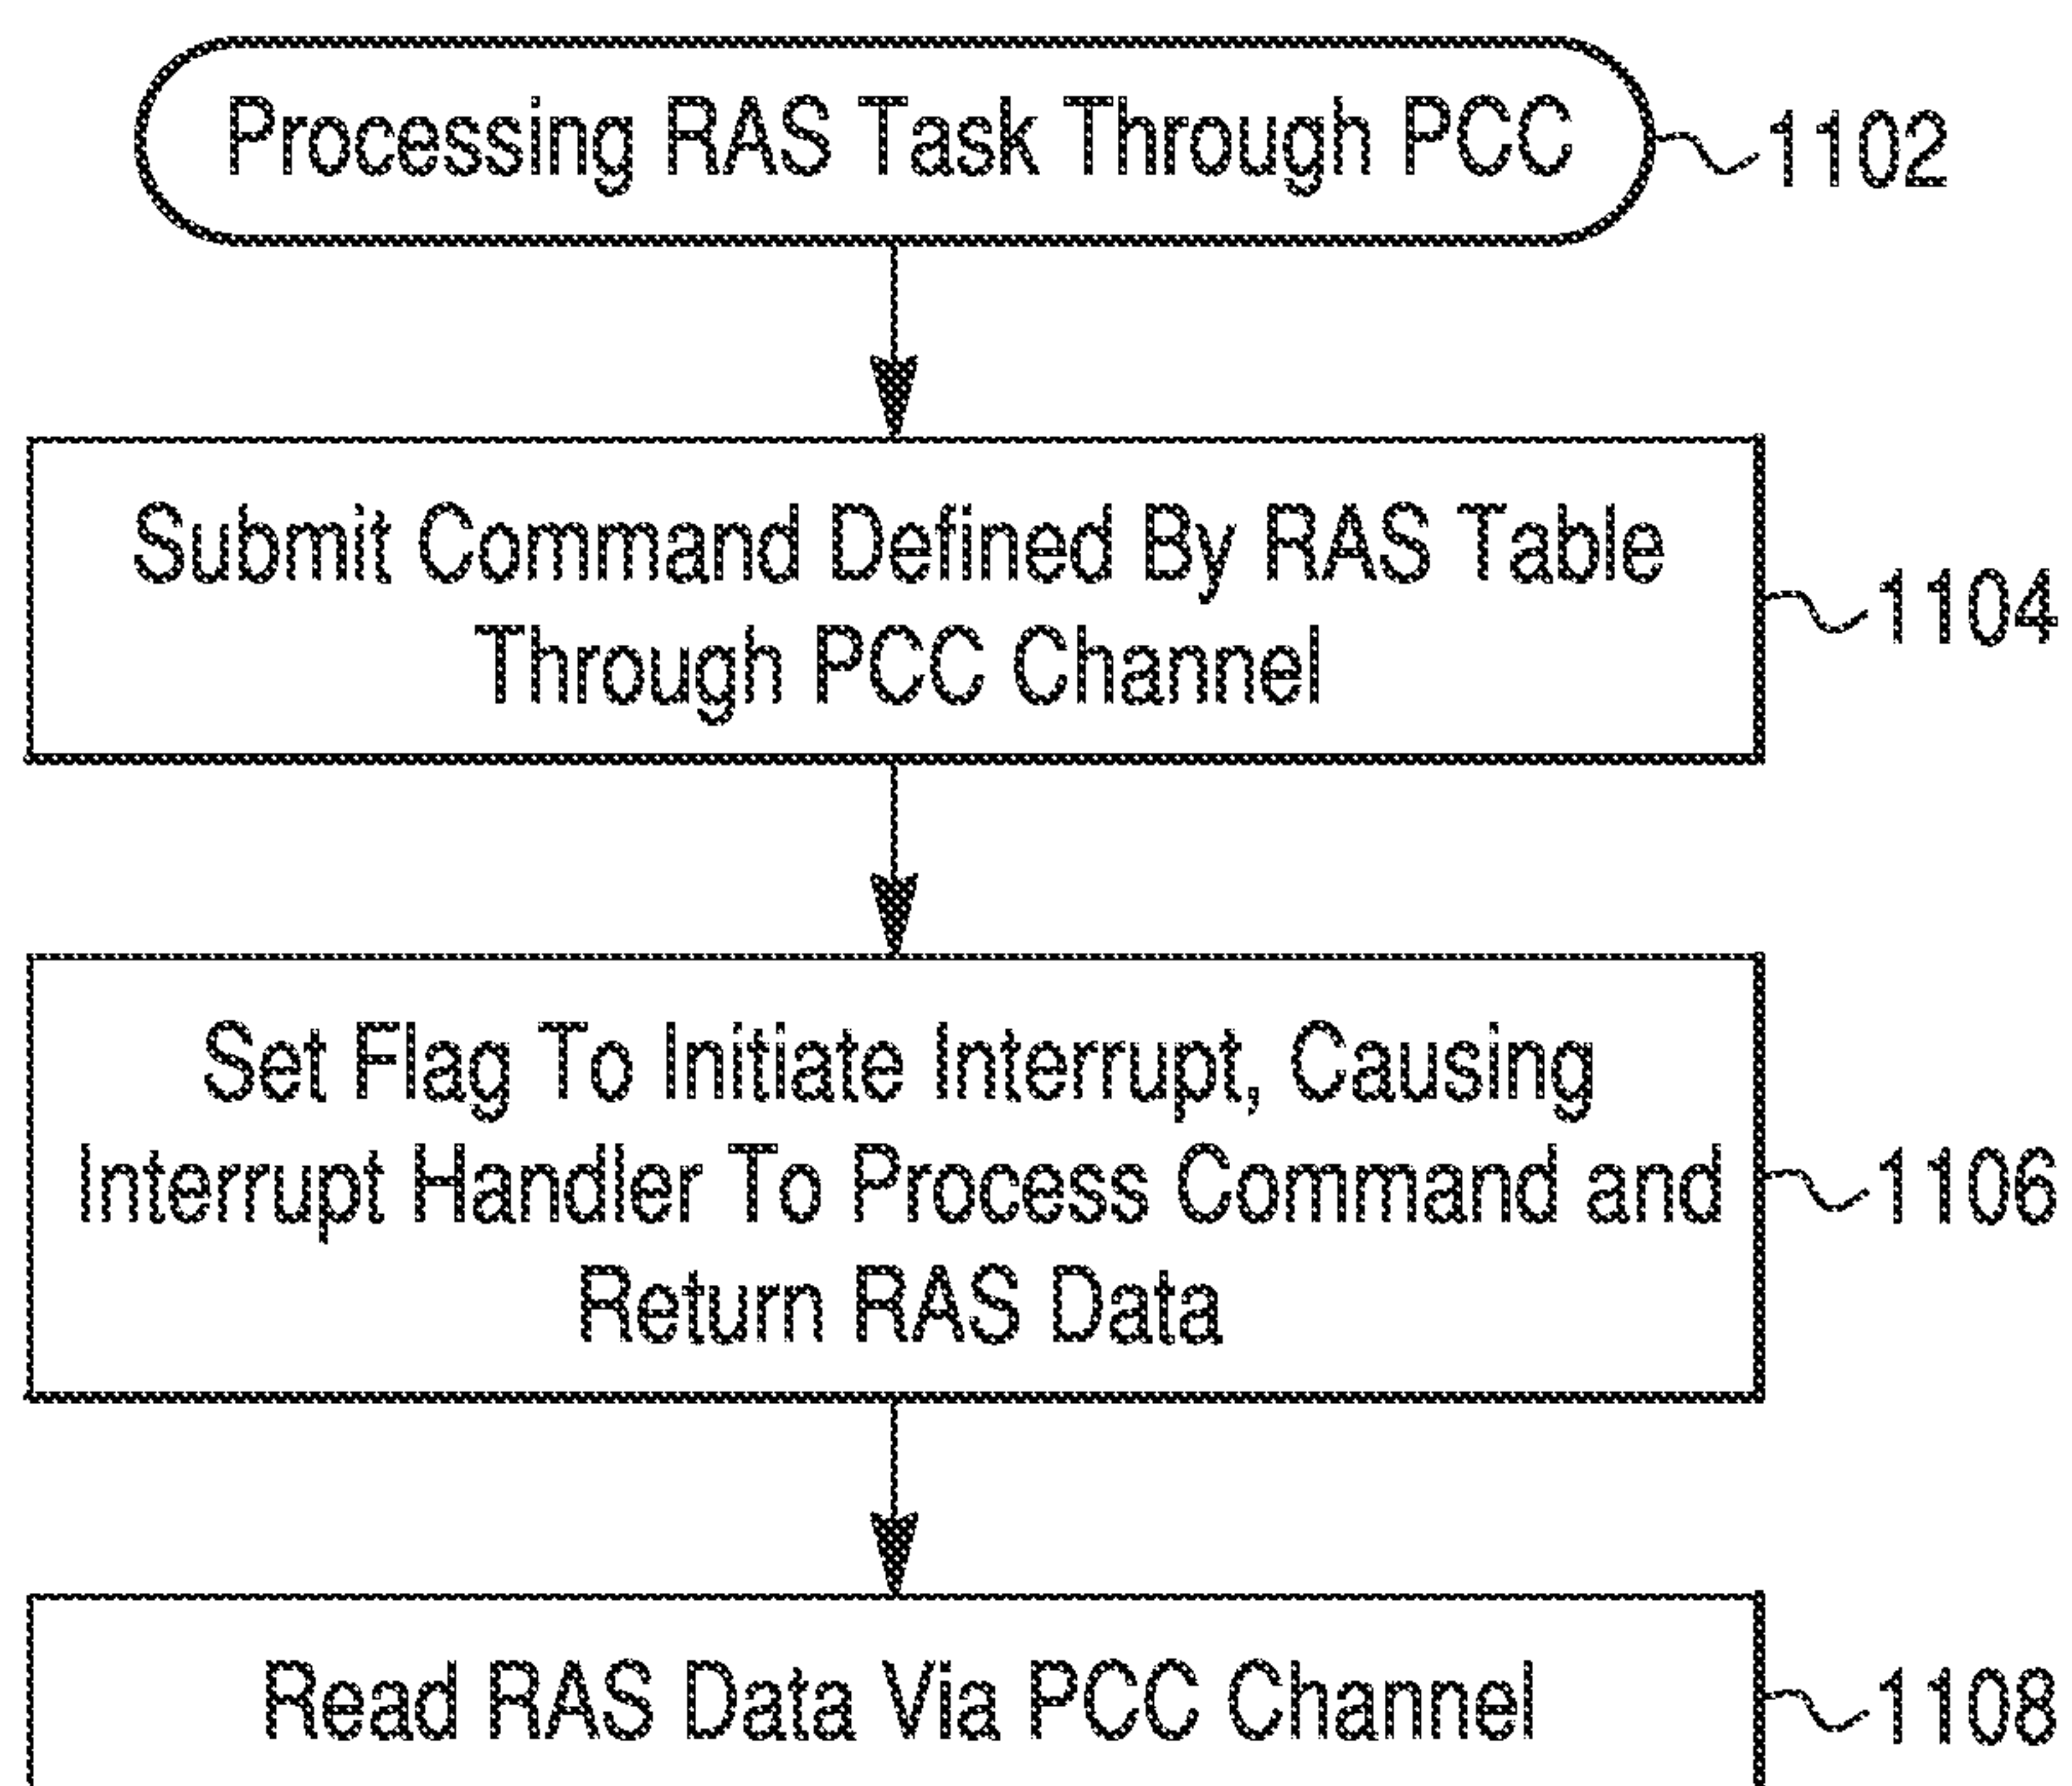 Processing RAS Task Through PCC
1102
Submit Command Defined By RAS Table
Through PCC Channel
1104
Set Flag To Initiate Interrupt, Causing
Interrupt Handler To Process Command and
Return RAS Data
1106
Read RAS Data Via PCC Channel
1108